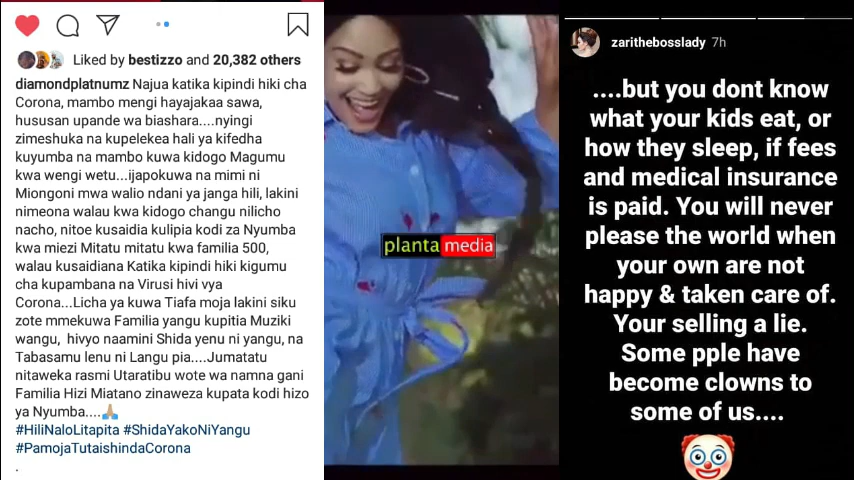 Liked by bestizzo and 20,382 others
diamondplatnumz Najua katika kipindi hiki cha
Corona, mambo mengi hayajakaa sawa,
hususan upande wa biashara....nyingi
zimeshuka na kupelekea hali ya kifedha
kuyumba na mambo kuwa kidogo Magumu
kwa wengi wetu...ijapokuwa na mimi ni
Miongoni mwa walio ndani ya janga hili, lakini
nimeona walau kwa kidogo changu nilicho
nacho, nitoe kusaidia kulipia kodi za Nyumba
kwa miezi Mitatu mitatu kwa familia 500,
walau kusaidiana Katika kipindi hiki kigumu
cha kupambana na Virusi hivi vya
Corona...Licha ya kuwa Tiafa moja lakini siku
zote mmekuwa Familia yangu kupitia Muziki
wangu, hivyo naamini Shida yenu ni yangu, na
Tabasamu lenu ni Langu pia....Jumatatu
nitaweka rasmi Utaratibu wote wa namna gani
Familia Hizi Miatano zinaweza kupata kodi hizo
ya Nyumba....🙏🏼
#HiliNaloLitapita #ShidaYakoNiYangu
#PamojaTutaishindaCorona
.
planta media
zarithebosslady 7h
....but you dont know
what your kids eat, or
how they sleep, if fees
and medical insurance
is paid. You will never
please the world when
your own are not
happy & taken care of.
Your selling a lie.
Some pple have
become clowns to
some of us....
🤡